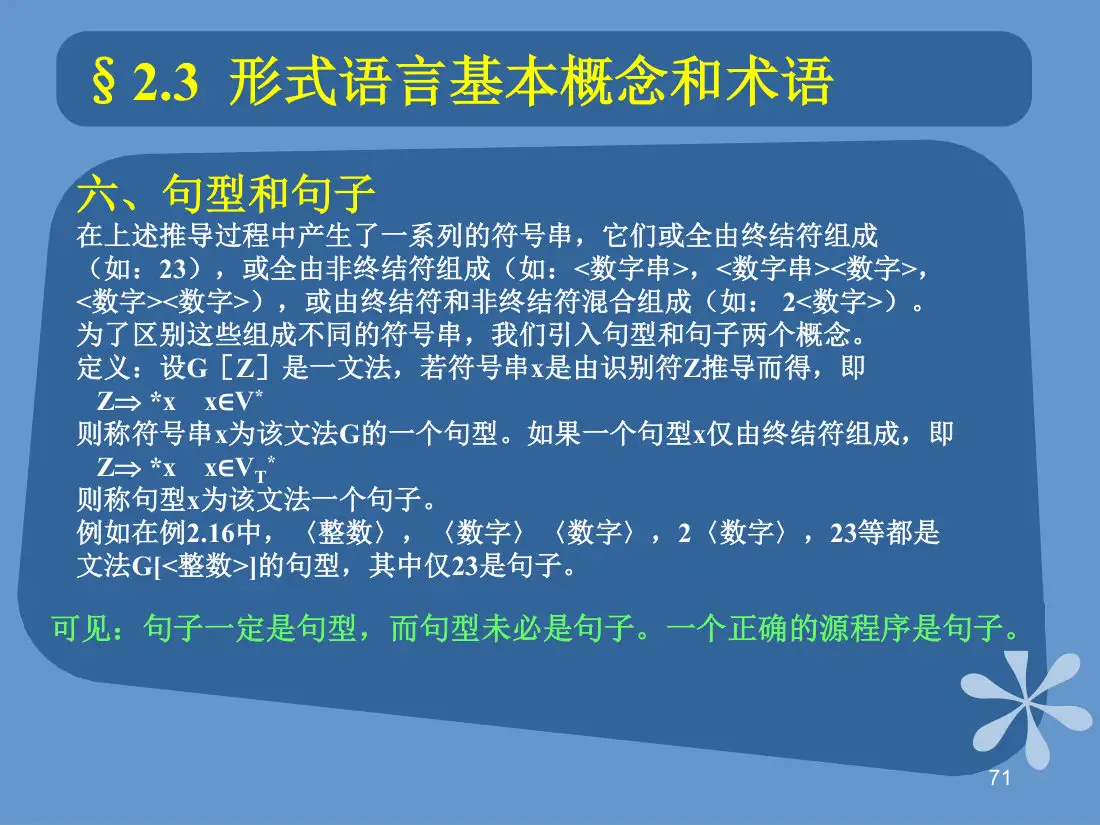 §2.3 形式语言基本概念和术语
六、句型和句子
在上述推导过程中产生了一系列的符号串，它们或全由终结符组成
（如：23），或全由非终结符组成（如：<数字串>，<数字串><数字>，
<数字><数字>），或由终结符和非终结符混合组成（如： 2<数字>）。
为了区别这些组成不同的符号串，我们引入句型和句子两个概念。
定义：设G［Z］是一文法，若符号串x是由识别符Z推导而得，即
Z⇒ *x x∈V*
则称符号串x为该文法G的一个句型。如果一个句型x仅由终结符组成，即
Z⇒ *x x∈VT*
则称句型x为该文法一个句子。
例如在例2.16中，〈整数〉，〈数字〉〈数字〉，2〈数字〉，23等都是
文法G[<整数>]的句型，其中仅23是句子。
可见：句子一定是句型，而句型未必是句子。一个正确的源程序是句子。
71